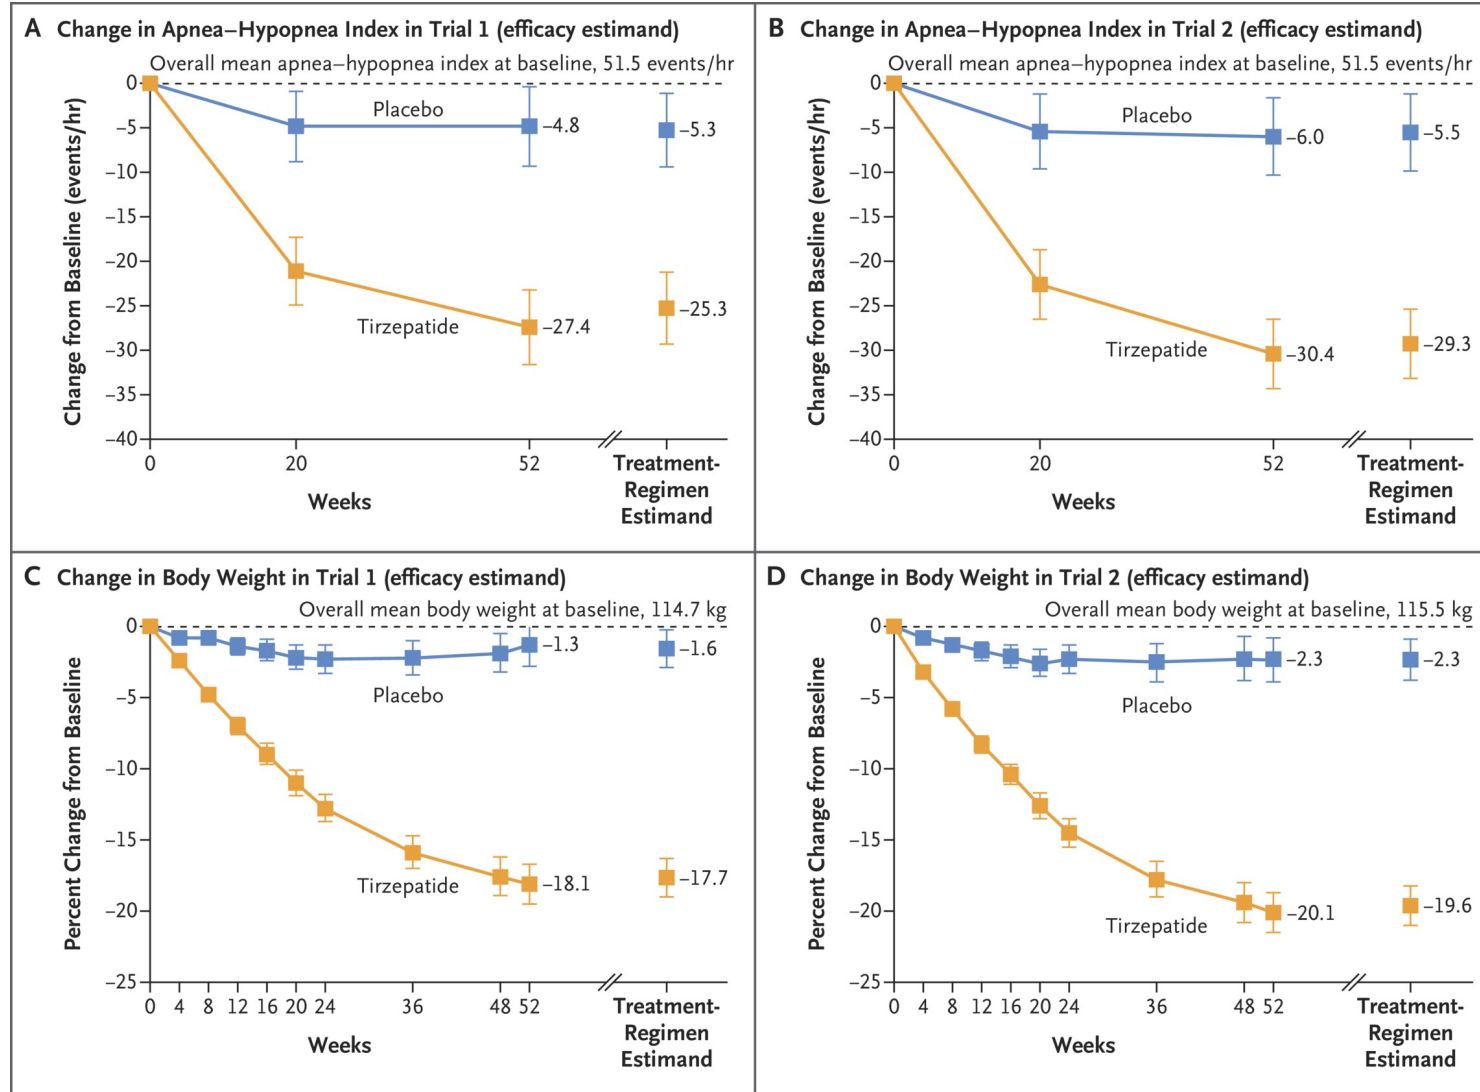 A Change in Apnea–Hypopnea Index in Trial 1 (efficacy estimand)
Overall mean apnea–hypopnea index at baseline, 51.5 events/hr
Change from Baseline (events/hr)
0
–5
–10
–15
–20
–25
–30
–35
–40
Placebo
–4.8
–5.3
Tirzepatide
–27.4
–25.3
0 20 52
Treatment-
Regimen
Estimand
Weeks
B Change in Apnea–Hypopnea Index in Trial 2 (efficacy estimand)
Overall mean apnea–hypopnea index at baseline, 51.5 events/hr
Change from Baseline (events/hr)
0
–5
–10
–15
–20
–25
–30
–35
–40
Placebo
–6.0
–5.5
Tirzepatide
–30.4
–29.3
0 20 52
Treatment-
Regimen
Estimand
Weeks
C Change in Body Weight in Trial 1 (efficacy estimand)
Overall mean body weight at baseline, 114.7 kg
Percent Change from Baseline
0
–5
–10
–15
–20
–25
–1.3
–1.6
Placebo
Tirzepatide
–18.1
–17.7
0 4 8 12 16 20 24 36 48 52
Treatment-
Regimen
Estimand
Weeks
D Change in Body Weight in Trial 2 (efficacy estimand)
Overall mean body weight at baseline, 115.5 kg
Percent Change from Baseline
0
–5
–10
–15
–20
–25
–2.3
–2.3
Placebo
Tirzepatide
–20.1
–19.6
0 4 8 12 16 20 24 36 48 52
Treatment-
Regimen
Estimand
Weeks